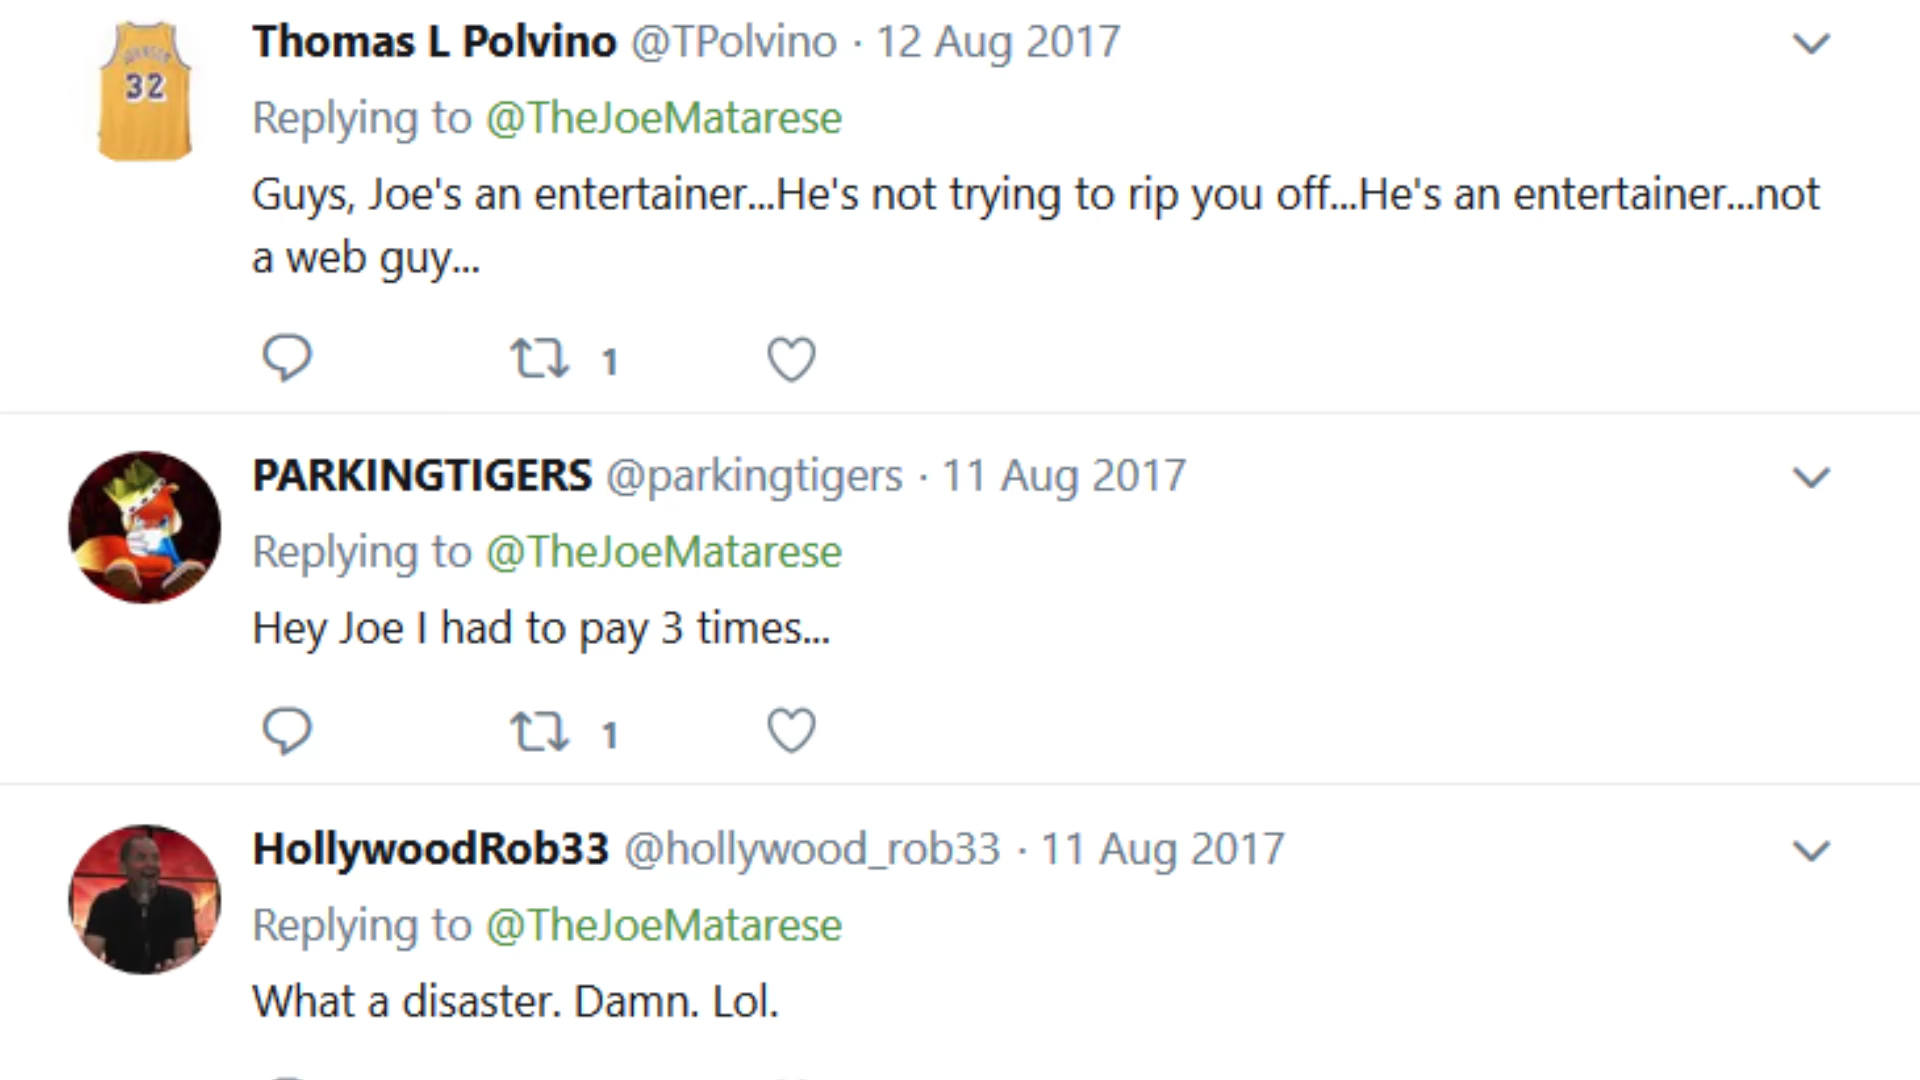 JOHNSON
32
Thomas L Polvino @TPolvino · 12 Aug 2017
Replying to @TheJoeMatarese
Guys, Joe's an entertainer...He's not trying to rip you off...He's an entertainer...not
a web guy...
1
PARKINGTIGERS @parkingtigers · 11 Aug 2017
Replying to @TheJoeMatarese
Hey Joe I had to pay 3 times...
1
HollywoodRob33 @hollywood_rob33 · 11 Aug 2017
Replying to @TheJoeMatarese
What a disaster. Damn. Lol.